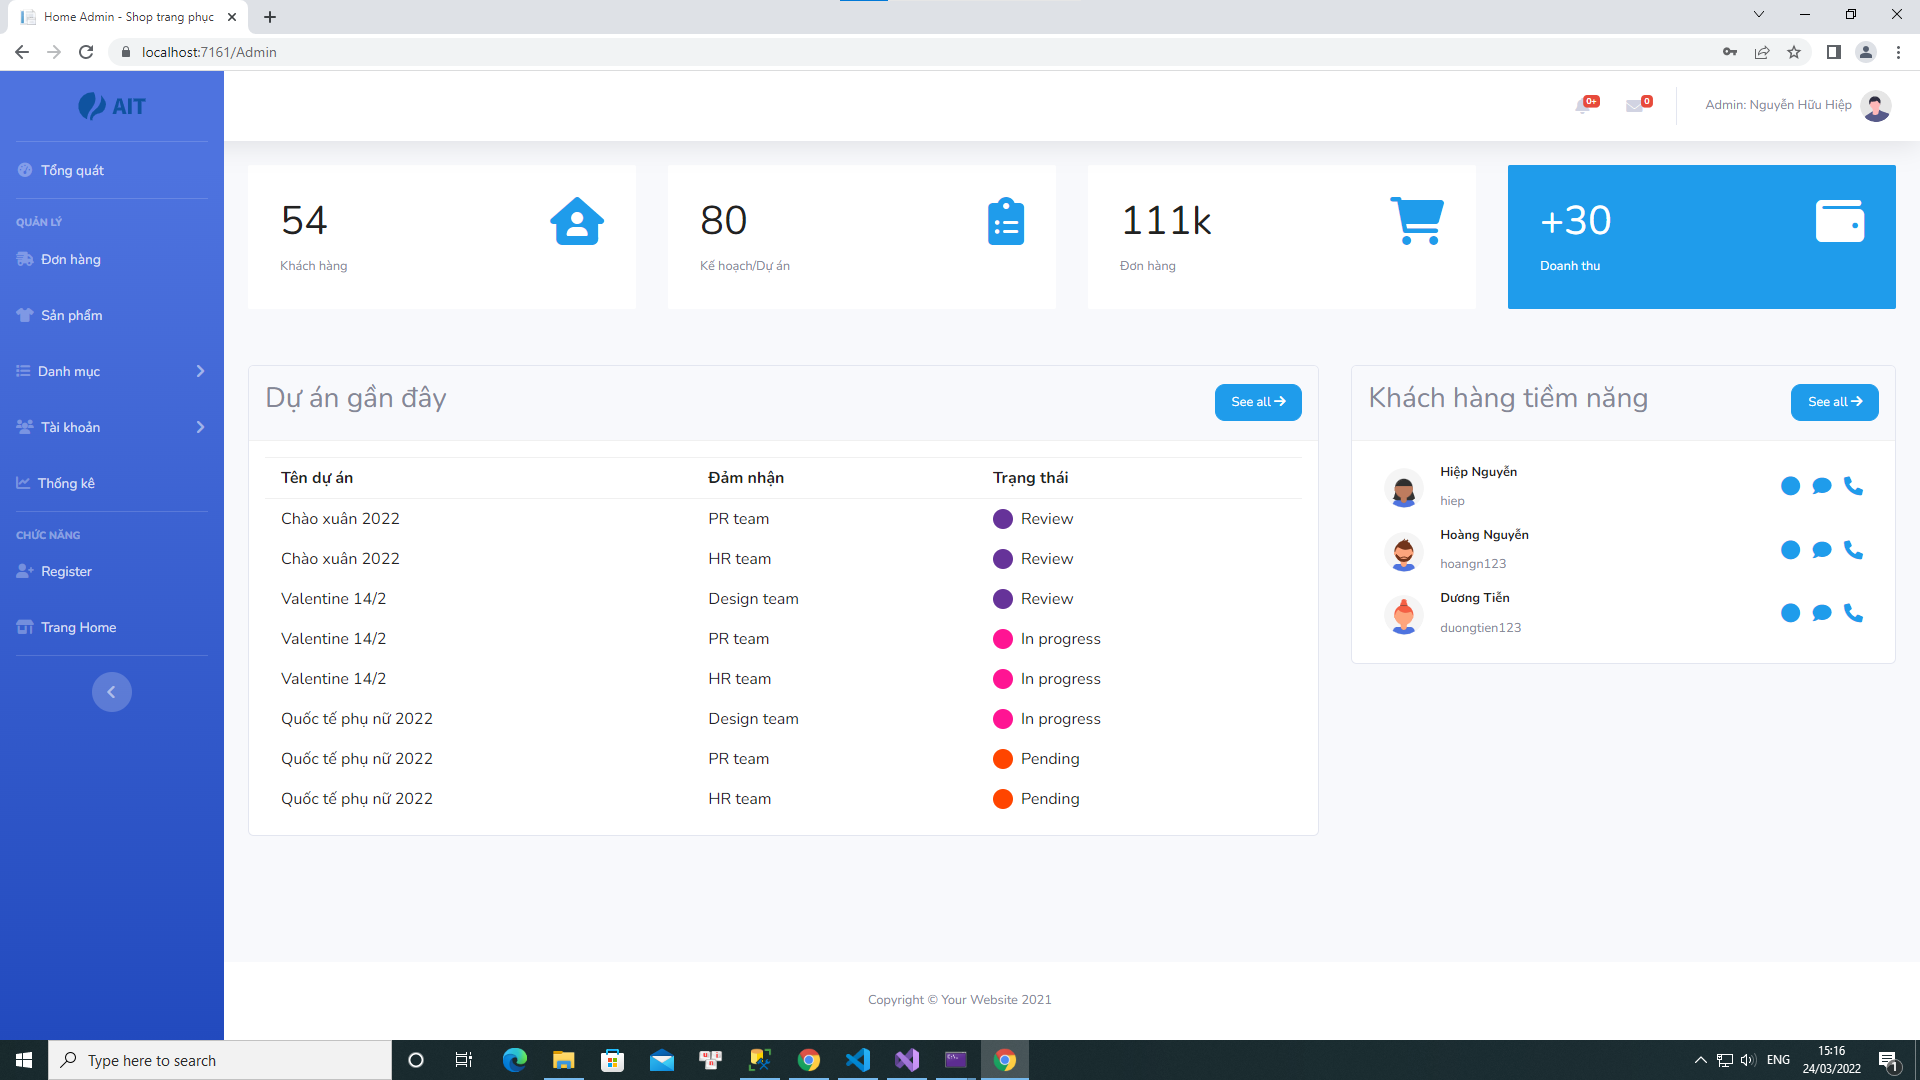 Home Admin - Shop trang phục
localhost:7161/Admin
AIT
0+
0
Admin: Nguyễn Hữu Hiệp
Tổng quát
QUẢN LÝ
Đơn hàng
Sản phẩm
Danh mục
Tài khoản
Thống kê
CHỨC NĂNG
Register
Trang Home
54
Khách hàng
80
Kế hoạch/Dự án
111k
Đơn hàng
+30
Doanh thu
Dự án gần đây
See all
Tên dự án Đảm nhận Trạng thái
Chào xuân 2022 PR team Review
Chào xuân 2022 HR team Review
Valentine 14/2 Design team Review
Valentine 14/2 PR team In progress
Valentine 14/2 HR team In progress
Quốc tế phụ nữ 2022 Design team In progress
Quốc tế phụ nữ 2022 PR team Pending
Quốc tế phụ nữ 2022 HR team Pending
Khách hàng tiềm năng
See all
Hiệp Nguyễn
hiep
Hoàng Nguyễn
hoangn123
Dương Tiễn
duongtien123
Copyright © Your Website 2021
Type here to search
ENG
15:16
24/03/2022
1